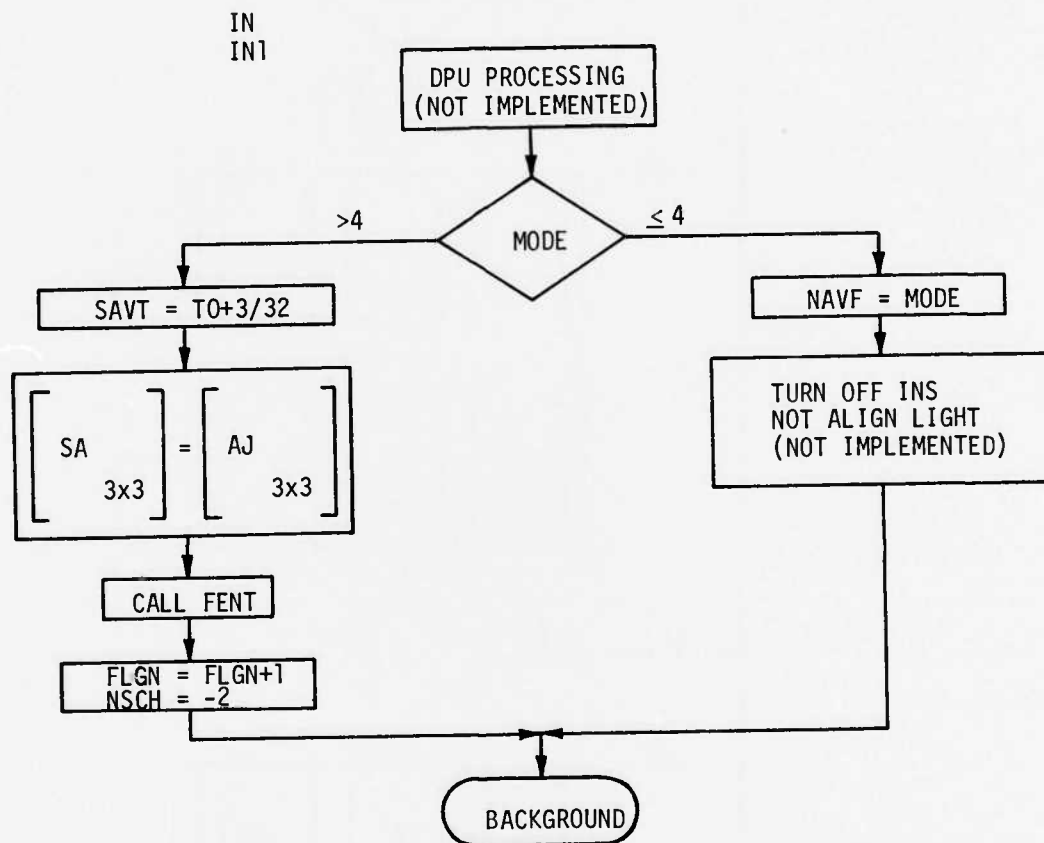 IN
IN1
DPU PROCESSING
(NOT IMPLEMENTED)
MODE
>4
≤ 4
SAVT = TO+3/32
SA
3x3
=
AJ
3x3
CALL FENT
FLGN = FLGN+1
NSCH = -2
NAVF = MODE
TURN OFF INS
NOT ALIGN LIGHT
(NOT IMPLEMENTED)
BACKGROUND